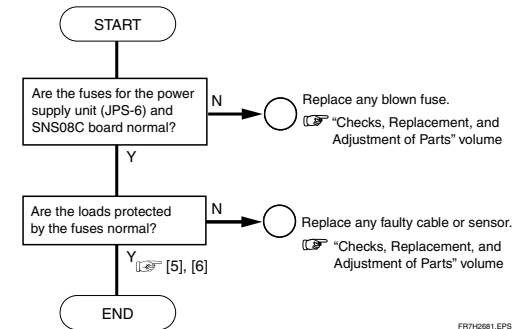 START
Are the fuses for the power
supply unit (JPS-6) and
SNS08C board normal?
N
Replace any blown fuse.
“Checks, Replacement, and
Adjustment of Parts” volume
Y
Are the loads protected
by the fuses normal?
N
Replace any faulty cable or sensor.
“Checks, Replacement, and
Adjustment of Parts” volume
Y
[5], [6]
END
FR7H2681.EPS